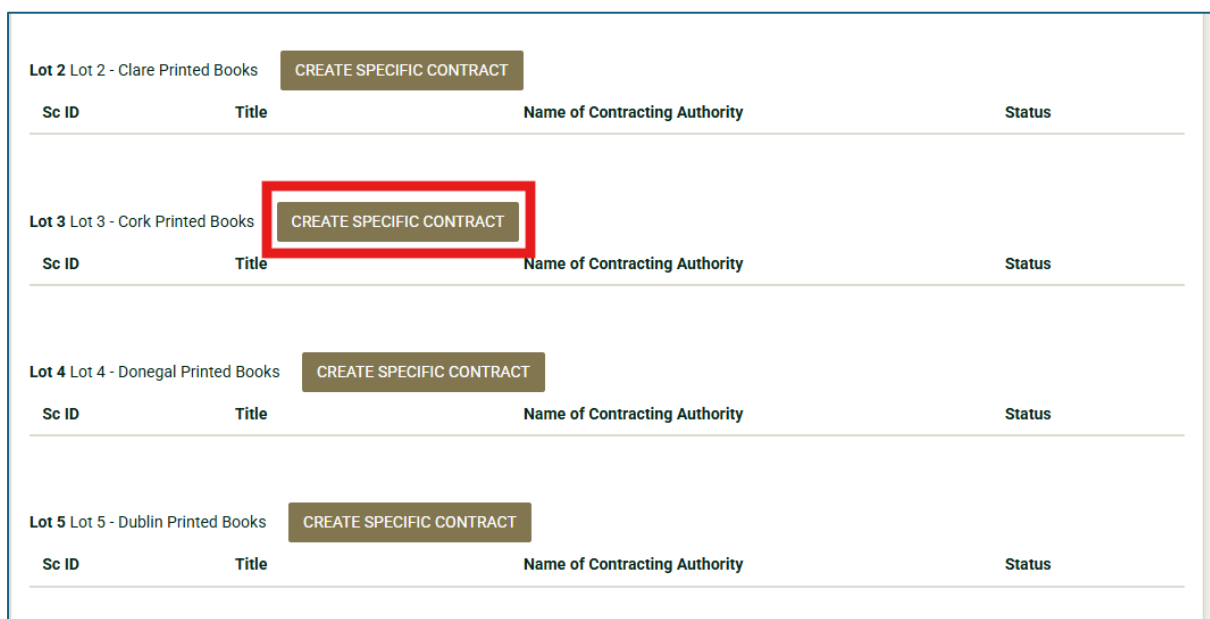 Lot 2 Lot 2 - Clare Printed Books CREATE SPECIFIC CONTRACT
Sc ID Title Name of Contracting Authority Status
Lot 3 Lot 3 - Cork Printed Books CREATE SPECIFIC CONTRACT
Sc ID Title Name of Contracting Authority Status
Lot 4 Lot 4 - Donegal Printed Books CREATE SPECIFIC CONTRACT
Sc ID Title Name of Contracting Authority Status
Lot 5 Lot 5 - Dublin Printed Books CREATE SPECIFIC CONTRACT
Sc ID Title Name of Contracting Authority Status